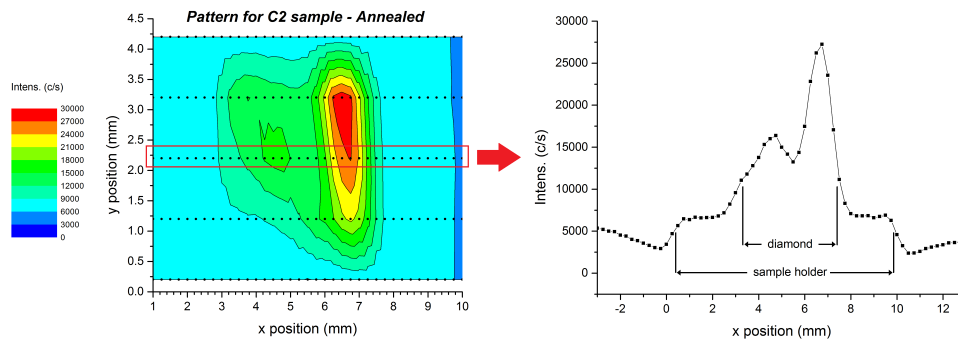 Pattern for C2 sample - Annealed
Intens. (c/s)
30000
27000
24000
21000
18000
15000
12000
9000
6000
3000
0
y position (mm)
4.5
4.0
3.5
3.0
2.5
2.0
1.5
1.0
0.5
0.0
1 2 3 4 5 6 7 8 9 10
x position (mm)
Intens. (c/s)
30000
25000
20000
15000
10000
5000
0
diamond
sample holder
-2 0 2 4 6 8 10 12
x position (mm)